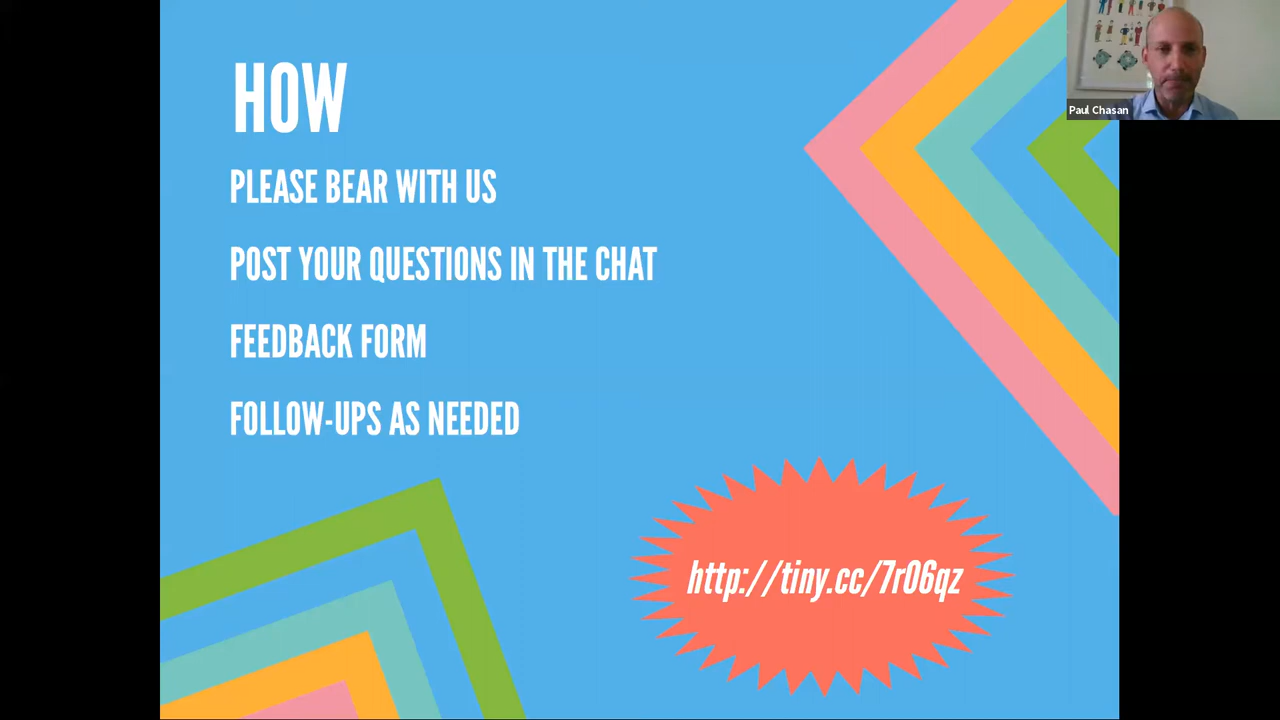 HOW
PLEASE BEAR WITH US
POST YOUR QUESTIONS IN THE CHAT
FEEDBACK FORM
FOLLOW-UPS AS NEEDED
http://tiny.cc/7r06qz
Paul Chasan